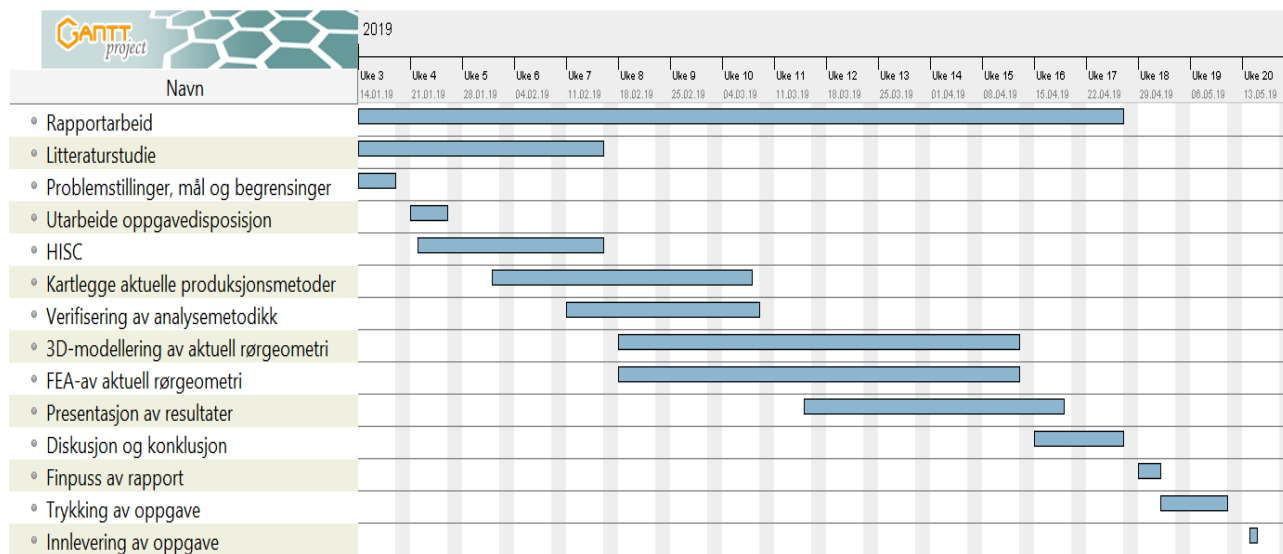 GANTT
project
2019
Uke 3 Uke 4 Uke 5 Uke 6 Uke 7 Uke 8 Uke 9 Uke 10 Uke 11 Uke 12 Uke 13 Uke 14 Uke 15 Uke 16 Uke 17 Uke 18 Uke 19 Uke 20
14.01.19 21.01.19 28.01.19 04.02.19 11.02.19 18.02.19 25.02.19 04.03.19 11.03.19 18.03.19 25.03.19 01.04.19 08.04.19 15.04.19 22.04.19 29.04.19 06.05.19 13.05.19
Navn
Rapportarbeid
Litteraturstudie
Problemstillinger, mål og begrensinger
Utarbeide oppgavedisposisjon
HISC
Kartlegge aktuelle produksjonsmetoder
Verifisering av analysemetodikk
3D-modellering av aktuell rørgeometri
FEA-av aktuell rørgeometri
Presentasjon av resultater
Diskusjon og konklusjon
Finpuss av rapport
Trykking av oppgave
Innlevering av oppgave